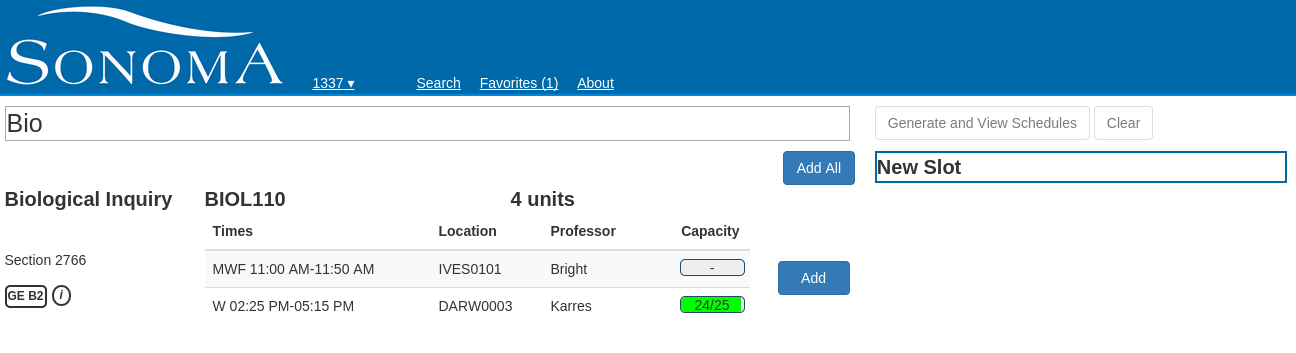 SONOMA
1337 ▾ Search Favorites (1) About
Bio
Generate and View Schedules Clear
Add All
New Slot
Biological Inquiry BIOL110 4 units
Times Location Professor Capacity
Section 2766
MWF 11:00 AM-11:50 AM IVES0101 Bright -
Add
GE B2 i
W 02:25 PM-05:15 PM DARW0003 Karres 24/25